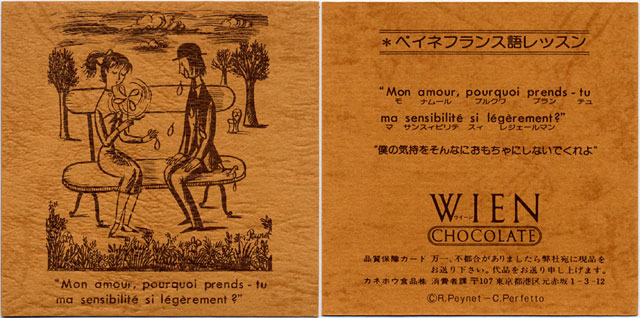 Peynet
"Mon amour, pourquoi prends-tu
ma sensibilité si légèrement?"
＊ペイネフランス語レッスン
"Mon amour, pourquoi prends-tu
モ ナムール プルクワ プラン テュ
ma sensibilité si légèrement?"
マ サンスィビリテ スィ レジェールマン
"僕の気持をそんなにおもちゃにしないでくれよ"
WIEN
ウイーン
CHOCOLATE
品質保障カード 万一、不都合がありましたら弊社宛に現品を
お送り下さい。代品をお送り申し上げます。
カネホウ食品株 消費者課 〒107 東京都港区元赤坂1-3-12
©R.Peynet－C.Perfetto